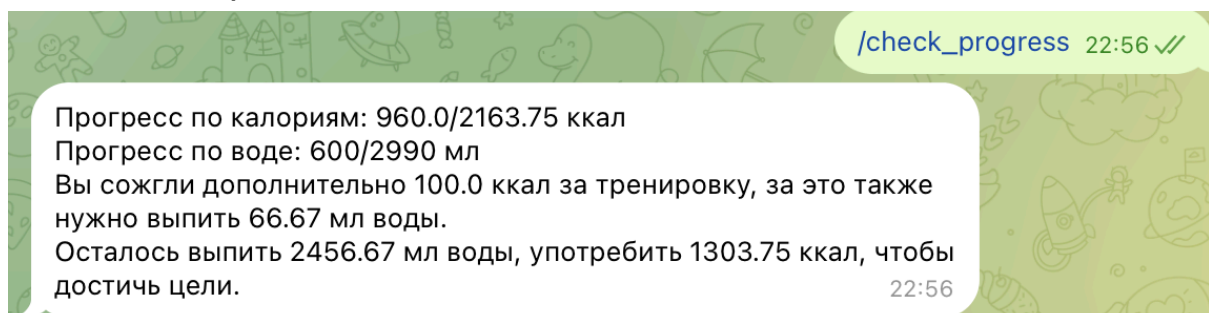 /check_progress 22:56
Прогресс по калориям: 960.0/2163.75 ккал
Прогресс по воде: 600/2990 мл
Вы сожгли дополнительно 100.0 ккал за тренировку, за это также
нужно выпить 66.67 мл воды.
Осталось выпить 2456.67 мл воды, употребить 1303.75 ккал, чтобы
достичь цели.
22:56